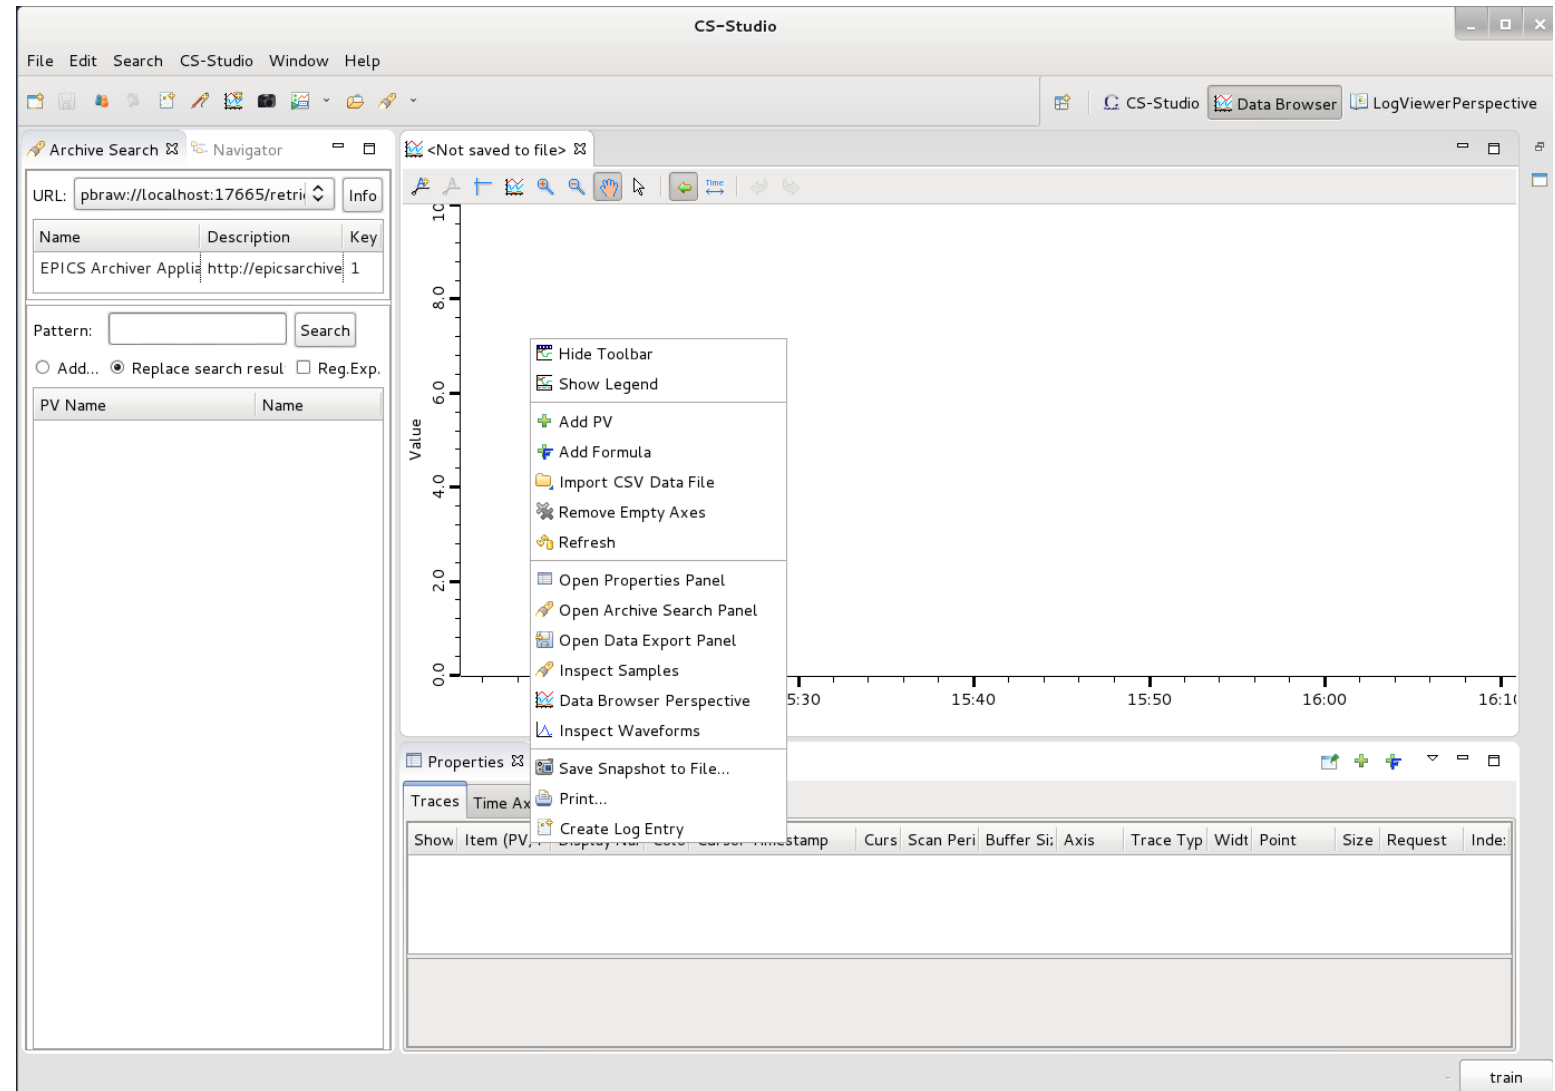 CS-Studio
File Edit Search CS-Studio Window Help
CS-Studio Data Browser LogViewerPerspective
Archive Search Navigator
<Not saved to file>
URL: pbraw://localhost:17665/retri Info
Time
Name Description Key
EPICS Archiver Applia http://epicsarchive 1
Pattern: Search
Add... Replace search resul Reg.Exp.
PV Name Name
10
8.0
6.0
4.0
2.0
0.0
Value
Hide Toolbar
Show Legend
Add PV
Add Formula
Import CSV Data File
Remove Empty Axes
Refresh
Open Properties Panel
Open Archive Search Panel
Open Data Export Panel
Inspect Samples
Data Browser Perspective
Inspect Waveforms
Save Snapshot to File...
Print...
Create Log Entry
5:30 15:40 15:50 16:00 16:1
Properties
Traces Time Ax
Show Item (PV, Cursor Timestamp Curs Scan Peri Buffer Si Axis Trace Typ Widt Point Size Request Inde
train